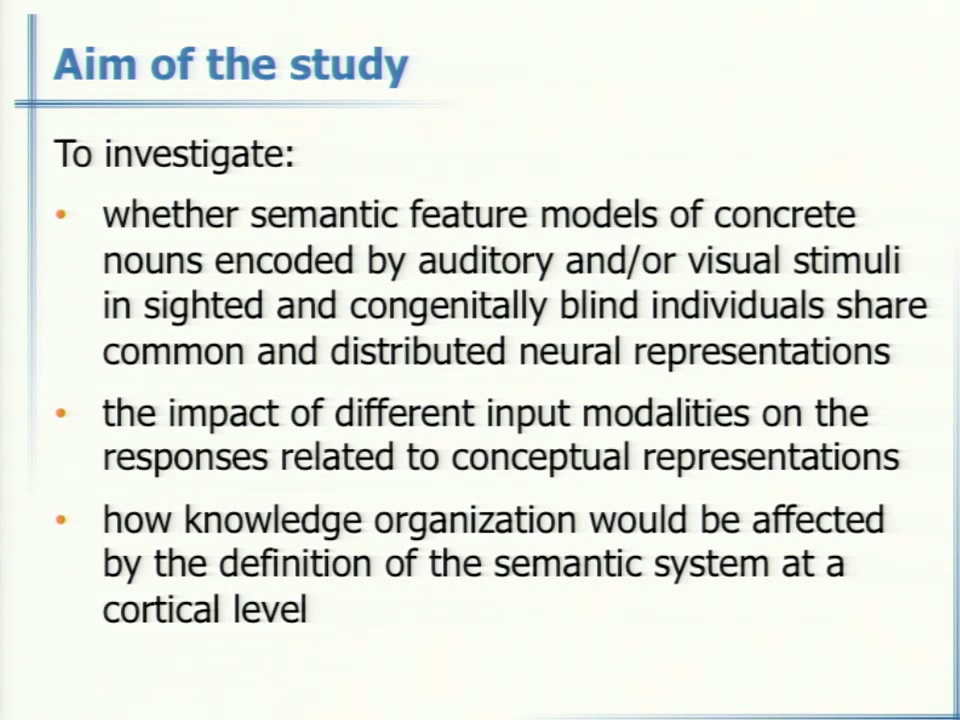 Aim of the study
To investigate:
• whether semantic feature models of concrete
nouns encoded by auditory and/or visual stimuli
in sighted and congenitally blind individuals share
common and distributed neural representations
• the impact of different input modalities on the
responses related to conceptual representations
• how knowledge organization would be affected
by the definition of the semantic system at a
cortical level